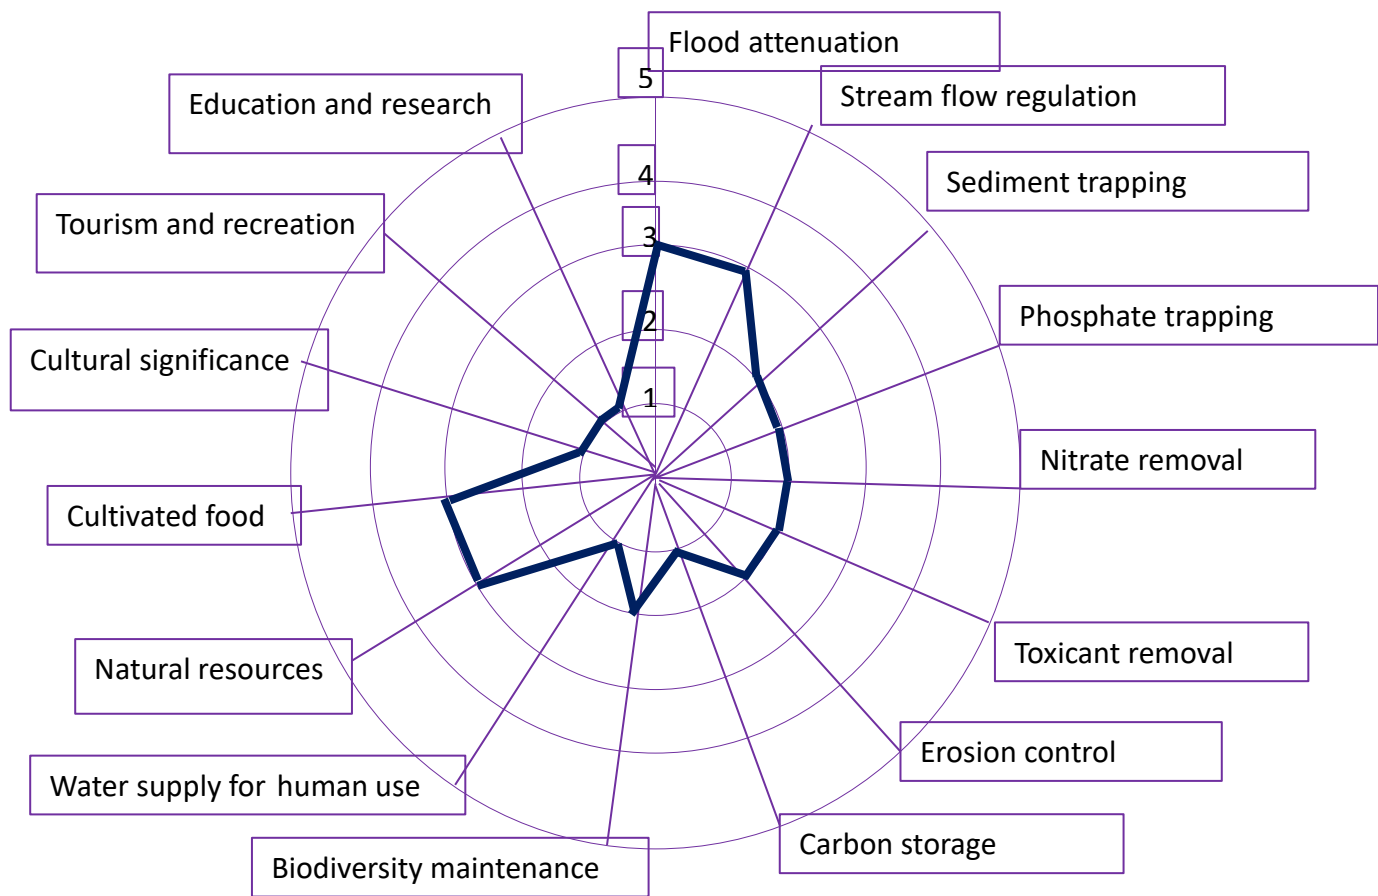 Flood attenuation
5
Education and research
Stream flow regulation
4
Sediment trapping
Tourism and recreation
3
Phosphate trapping
2
Cultural significance
1
Nitrate removal
Cultivated food
Toxicant removal
Natural resources
Erosion control
Water supply for human use
Carbon storage
Biodiversity maintenance